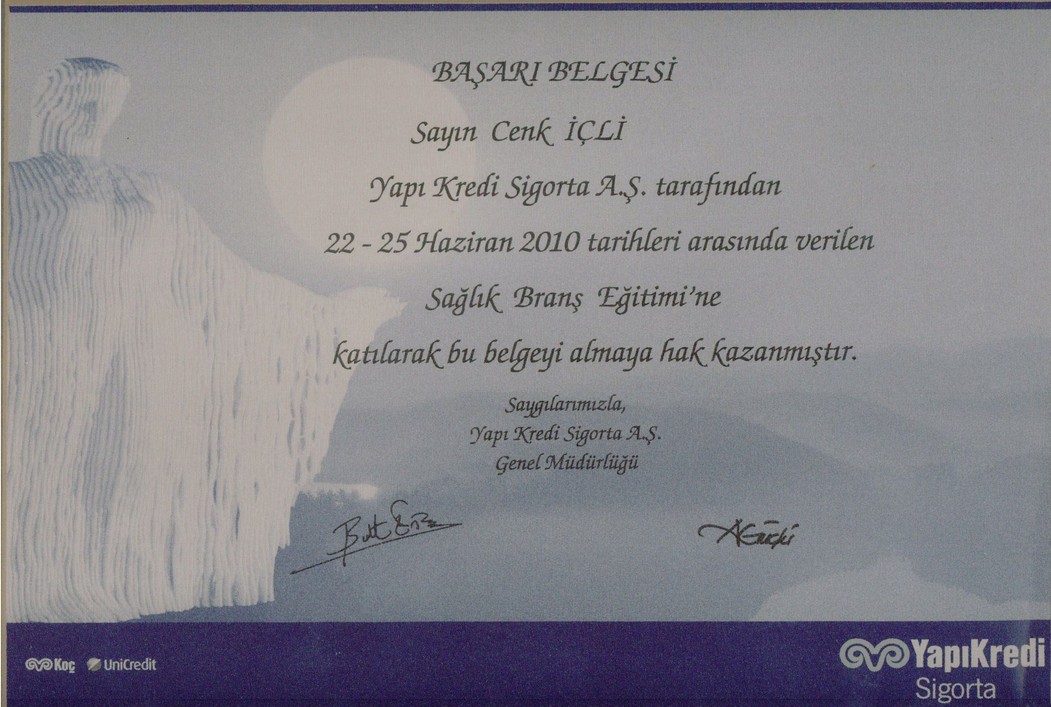 BAŞARI BELGESİ
Sayın Cenk İÇLİ
Yapı Kredi Sigorta A.Ş. tarafından
22 - 25 Haziran 2010 tarihleri arasında verilen
Sağlık Branş Eğitimi'ne
katılarak bu belgeyi almaya hak kazanmıştır.
Saygılarımızla,
Yapı Kredi Sigorta A.Ş.
Genel Müdürlüğü
Koç UniCredit
YapıKredi
Sigorta